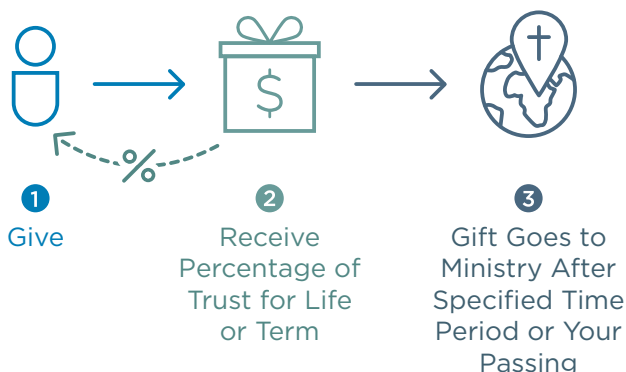 $
%
1
Give
2
Receive
Percentage of
Trust for Life
or Term
3
Gift Goes to
Ministry After
Specified Time
Period or Your
Passing